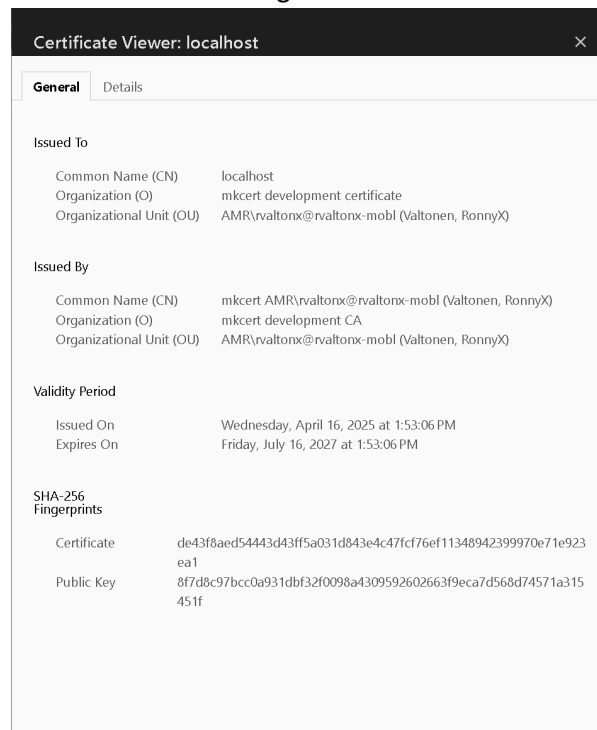 Certificate Viewer: localhost
General Details
Issued To
Common Name (CN) localhost
Organization (O) mkcert development certificate
Organizational Unit (OU) AMR\rvaltonx@rvaltonx-mobl (Valtonen, RonnyX)
Issued By
Common Name (CN) mkcert AMR\rvaltonx@rvaltonx-mobl (Valtonen, RonnyX)
Organization (O) mkcert development CA
Organizational Unit (OU) AMR\rvaltonx@rvaltonx-mobl (Valtonen, RonnyX)
Validity Period
Issued On Wednesday, April 16, 2025 at 1:53:06 PM
Expires On Friday, July 16, 2027 at 1:53:06 PM
SHA-256
Fingerprints
Certificate de43f8aed54443d43ff5a031d843e4c47fcf76ef11348942399970e71e923
ea1
Public Key 8f7d8c97bcc0a931dbf32f0098a4309592602663f9eca7d568d74571a315
451f